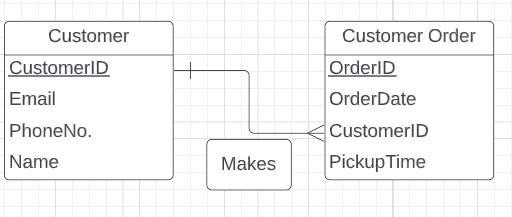 Customer
CustomerID
Email
PhoneNo.
Name
Makes
Customer Order
OrderID
OrderDate
CustomerID
PickupTime